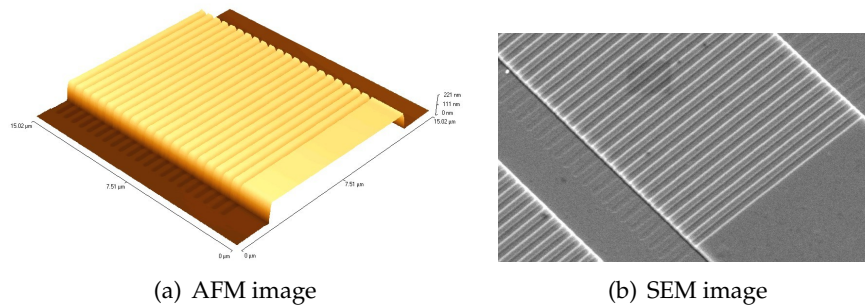 221 nm
111 nm
0 nm
15.02 µm
15.02 µm
7.51 µm
7.51 µm
0 µm
0 µm
(a) AFM image
(b) SEM image